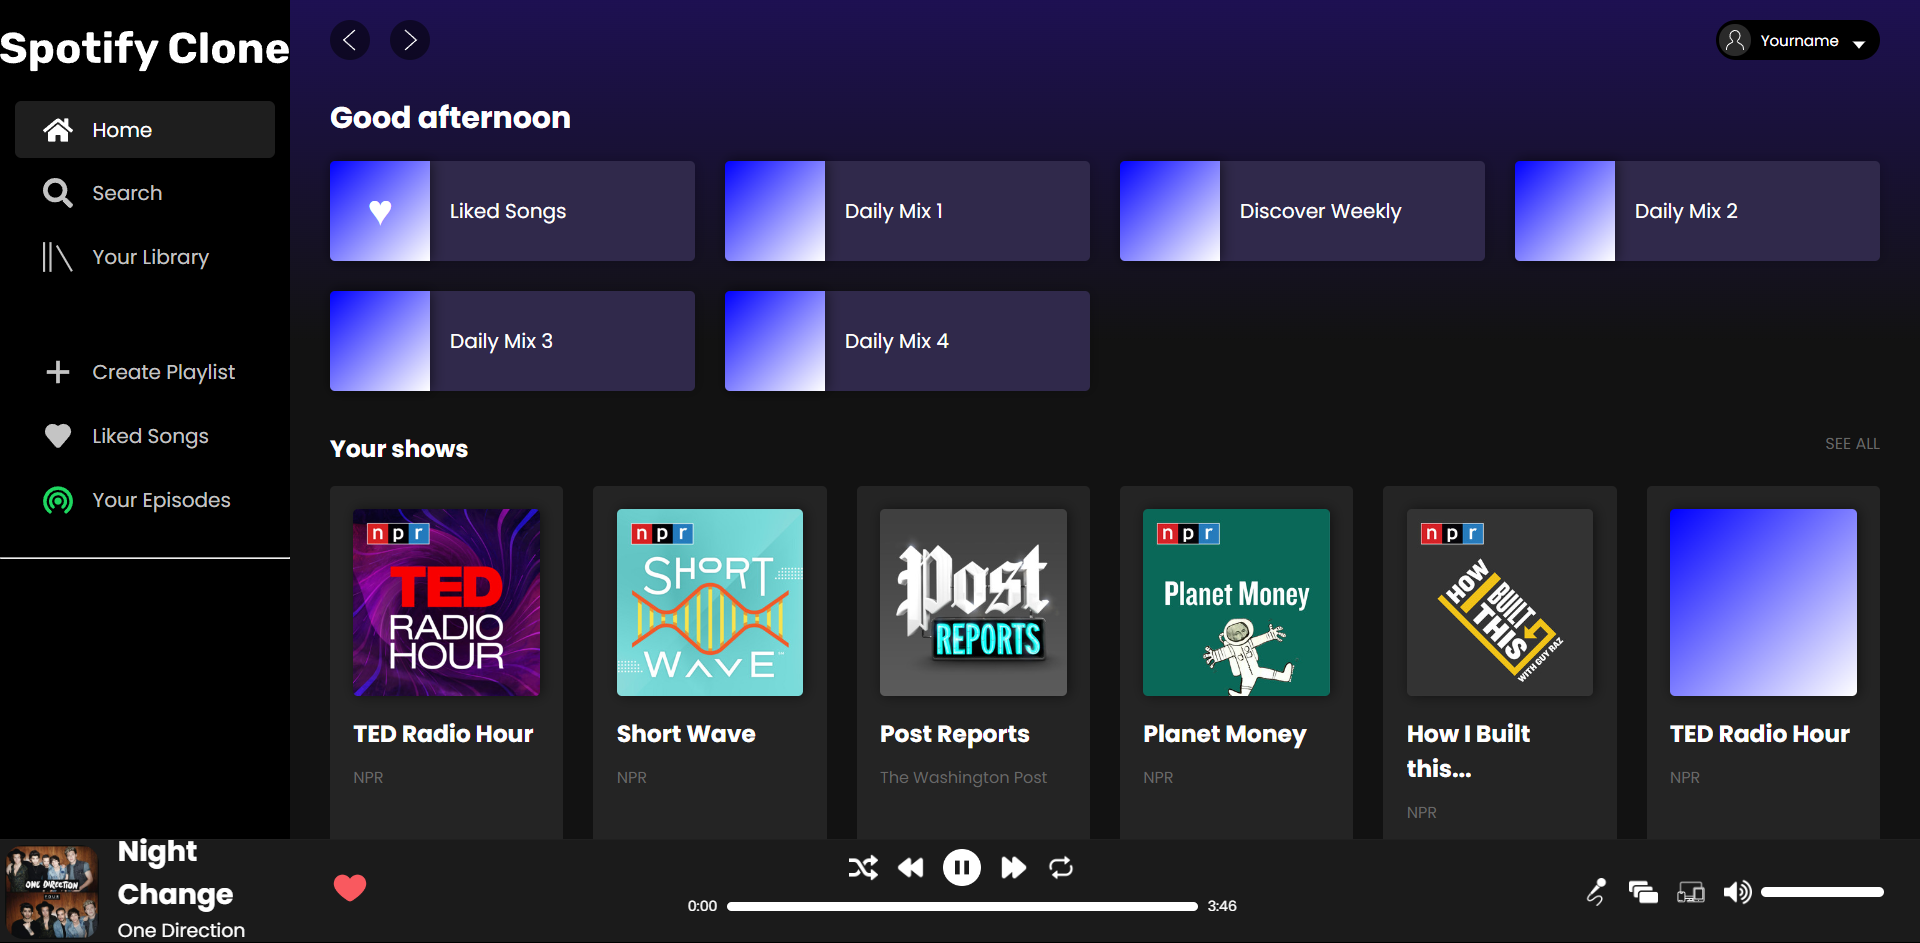 Spotify Clone
Home
Search
Your Library
Create Playlist
Liked Songs
Your Episodes
Yourname
Good afternoon
Liked Songs
Daily Mix 1
Discover Weekly
Daily Mix 2
Daily Mix 3
Daily Mix 4
Your shows
SEE ALL
npr
TED
RADIO
HOUR
TED Radio Hour
NPR
npr
SHORT
WAVE
Short Wave
NPR
Post
REPORTS
Post Reports
The Washington Post
npr
Planet Money
Planet Money
NPR
npr
HOW
I BUILT
THIS
WITH GUY RAZ
How I Built
this...
NPR
TED Radio Hour
NPR
ONE DIRECTION
FOUR
Night
Change
One Direction
0:00
3:46